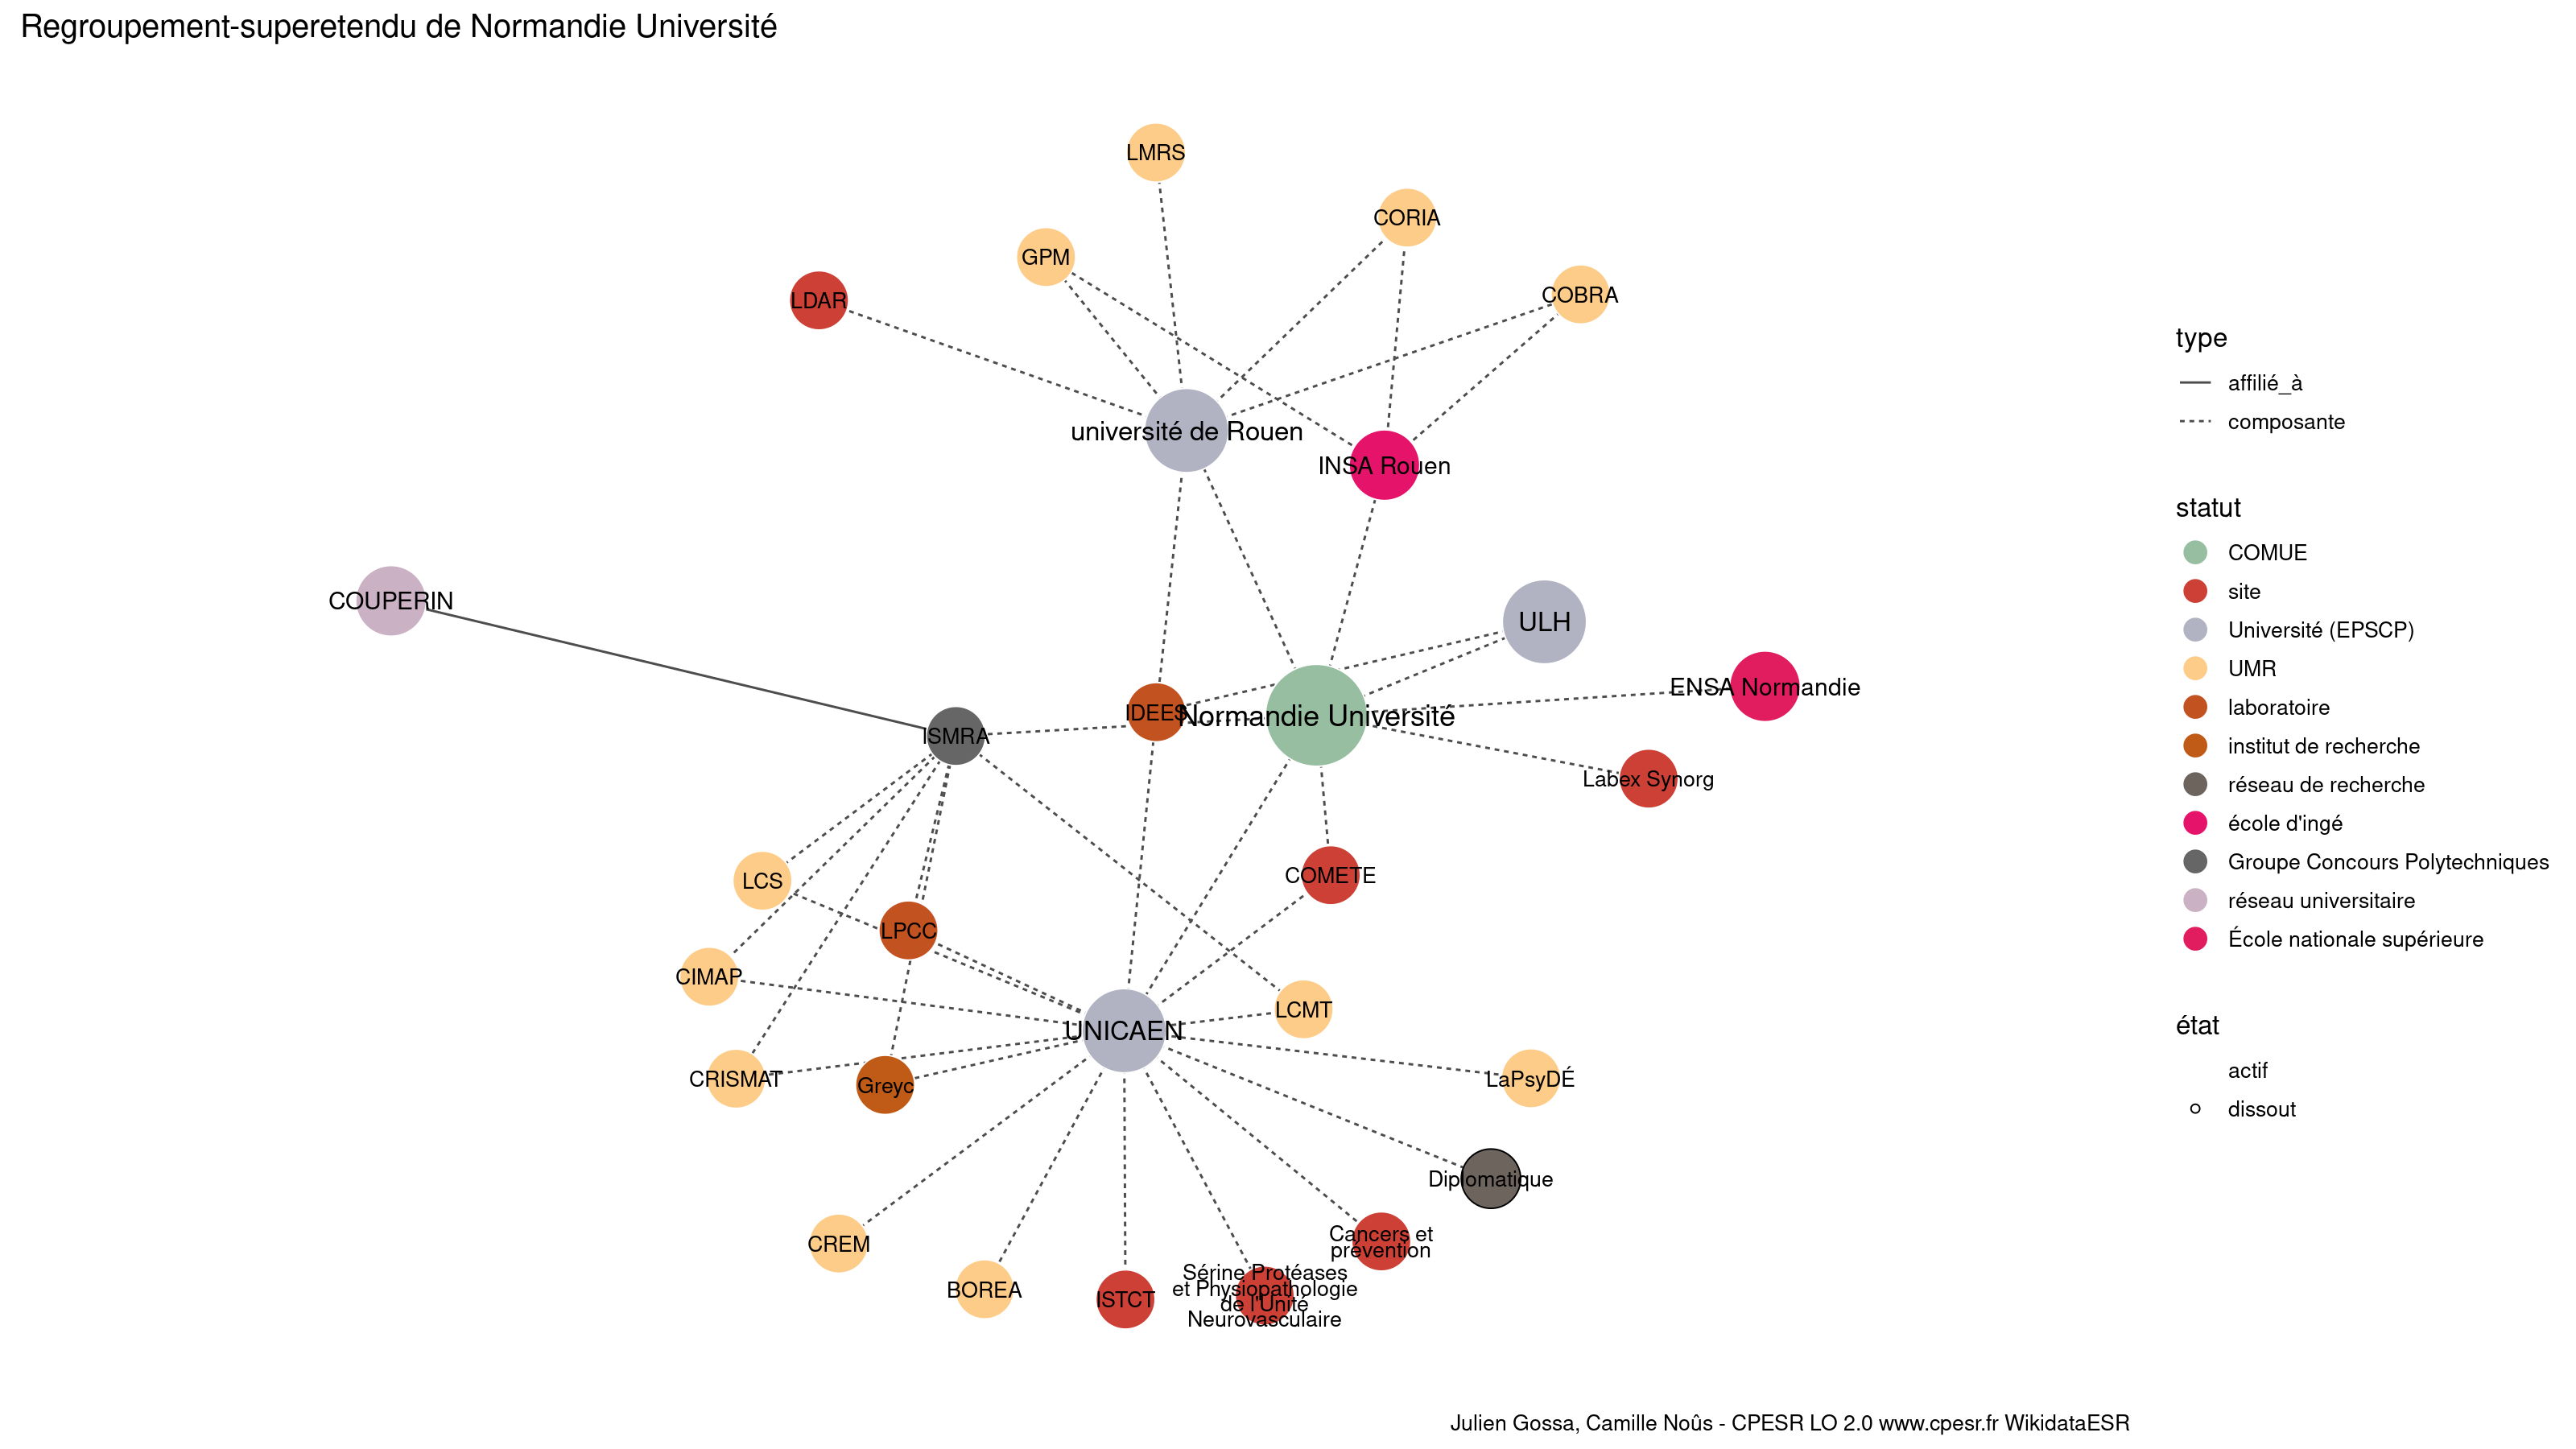 Regroupement-superetendu de Normandie Université
LMRS
CORIA
GPM
COBRA
LDAR
université de Rouen
INSA Rouen
COUPERIN
ULH
ENSA Normandie
IDEES
Normandie Université
ISMRA
Labex Synorg
COMETE
LCS
LPCC
CIMAP
LCMT
UNICAEN
CRISMAT
Greyc
LaPsyDÉ
Diplomatique
CREM
Cancers et
prévention
BOREA
ISTCT
Sérine Protéases
et Physiopathologie
de l'Unité
Neurovasculaire
type
affilié_à
composante
statut
COMUE
site
Université (EPSCP)
UMR
laboratoire
institut de recherche
réseau de recherche
école d'ingé
Groupe Concours Polytechniques
réseau universitaire
École nationale supérieure
état
actif
dissout
Julien Gossa, Camille Noûs - CPESR LO 2.0 www.cpesr.fr WikidataESR